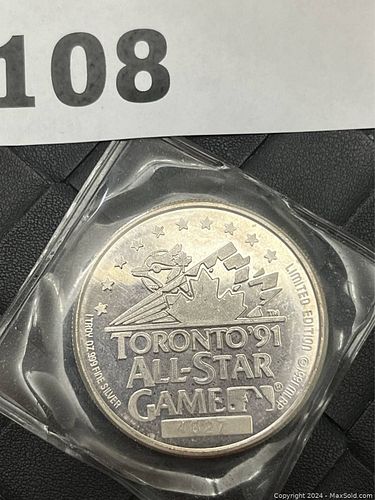 108
TORONTO '91
ALL-STAR
GAME
1 TROY OZ .999 FINE SILVER
LIMITED EDITION
Copyright 2024 - MaxSold.com